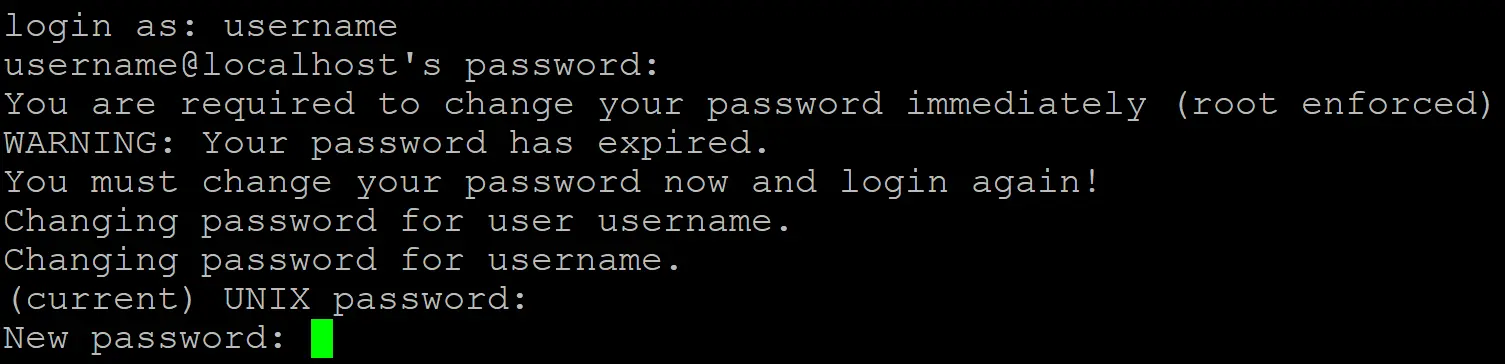 login as: username
username@localhost's password:
You are required to change your password immediately (root enforced)
WARNING: Your password has expired.
You must change your password now and login again!
Changing password for user username.
Changing password for username.
(current) UNIX password:
New password: